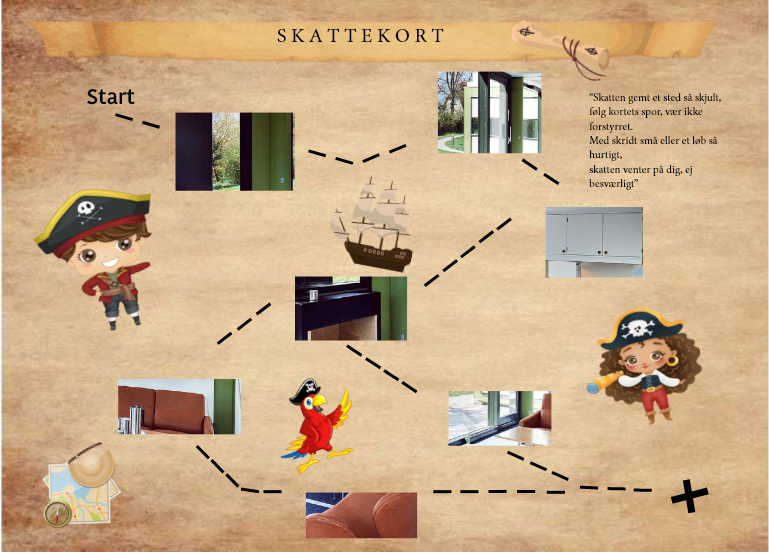 SKATTEKORT
Start
“Skatten gemt et sted så skjult,
følg kortets spor, vær ikke
forstyrret.
Med skridt små eller et løb så
hurtigt,
skatten venter på dig, ej
besværligt”